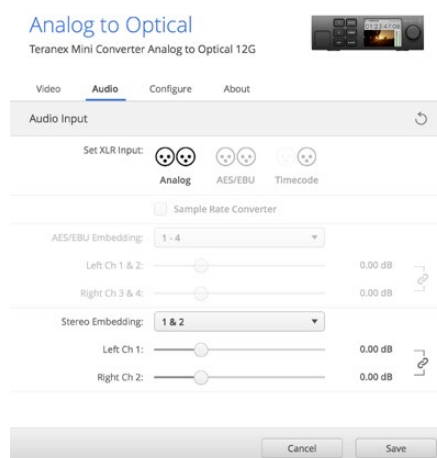 Analog to Optical
Teranex Mini Converter Analog to Optical 12G
Video Audio Configure About
Audio Input
Set XLR Input:
Analog AES/EBU Timecode
Sample Rate Converter
AES/EBU Embedding: 1 - 4
Left Ch 1 & 2: 0.00 dB
Right Ch 3 & 4: 0.00 dB
Stereo Embedding: 1 & 2
Left Ch 1: 0.00 dB
Right Ch 2: 0.00 dB
Cancel Save